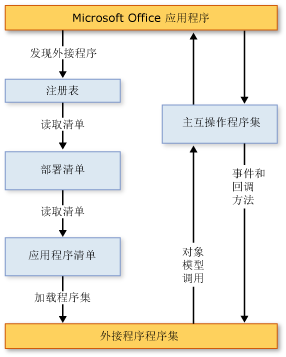 Microsoft Office 应用程序
发现外接程序
注册表
读取清单
部署清单
读取清单
应用程序清单
加载程序集
主互操作程序集
事件和
回调
方法
对象
模型
调用
外接程序程序集